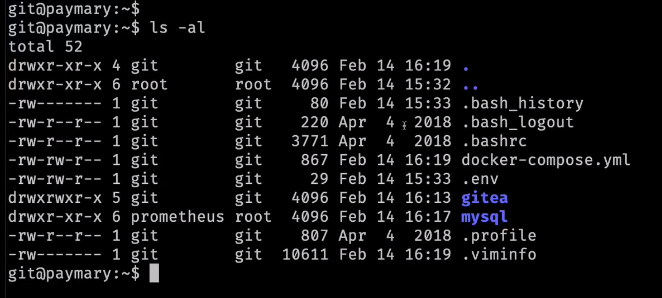 git@paymary:~$
git@paymary:~$ ls -al
total 52
drwxr-xr-x 4 git        git   4096 Feb 14 16:19 .
drwxr-xr-x 6 root       root  4096 Feb 14 15:32 ..
-rw------- 1 git        git     80 Feb 14 15:33 .bash_history
-rw-r--r-- 1 git        git    220 Apr  4  2018 .bash_logout
-rw-r--r-- 1 git        git   3771 Apr  4  2018 .bashrc
-rw-rw-r-- 1 git        git    867 Feb 14 16:19 docker-compose.yml
-rw-rw-r-- 1 git        git     29 Feb 14 15:33 .env
drwxrwxr-x 5 git        git   4096 Feb 14 16:13 gitea
drwxr-xr-x 6 prometheus root  4096 Feb 14 16:17 mysql
-rw-r--r-- 1 git        git    807 Apr  4  2018 .profile
-rw------- 1 git        git  10611 Feb 14 16:19 .viminfo
git@paymary:~$